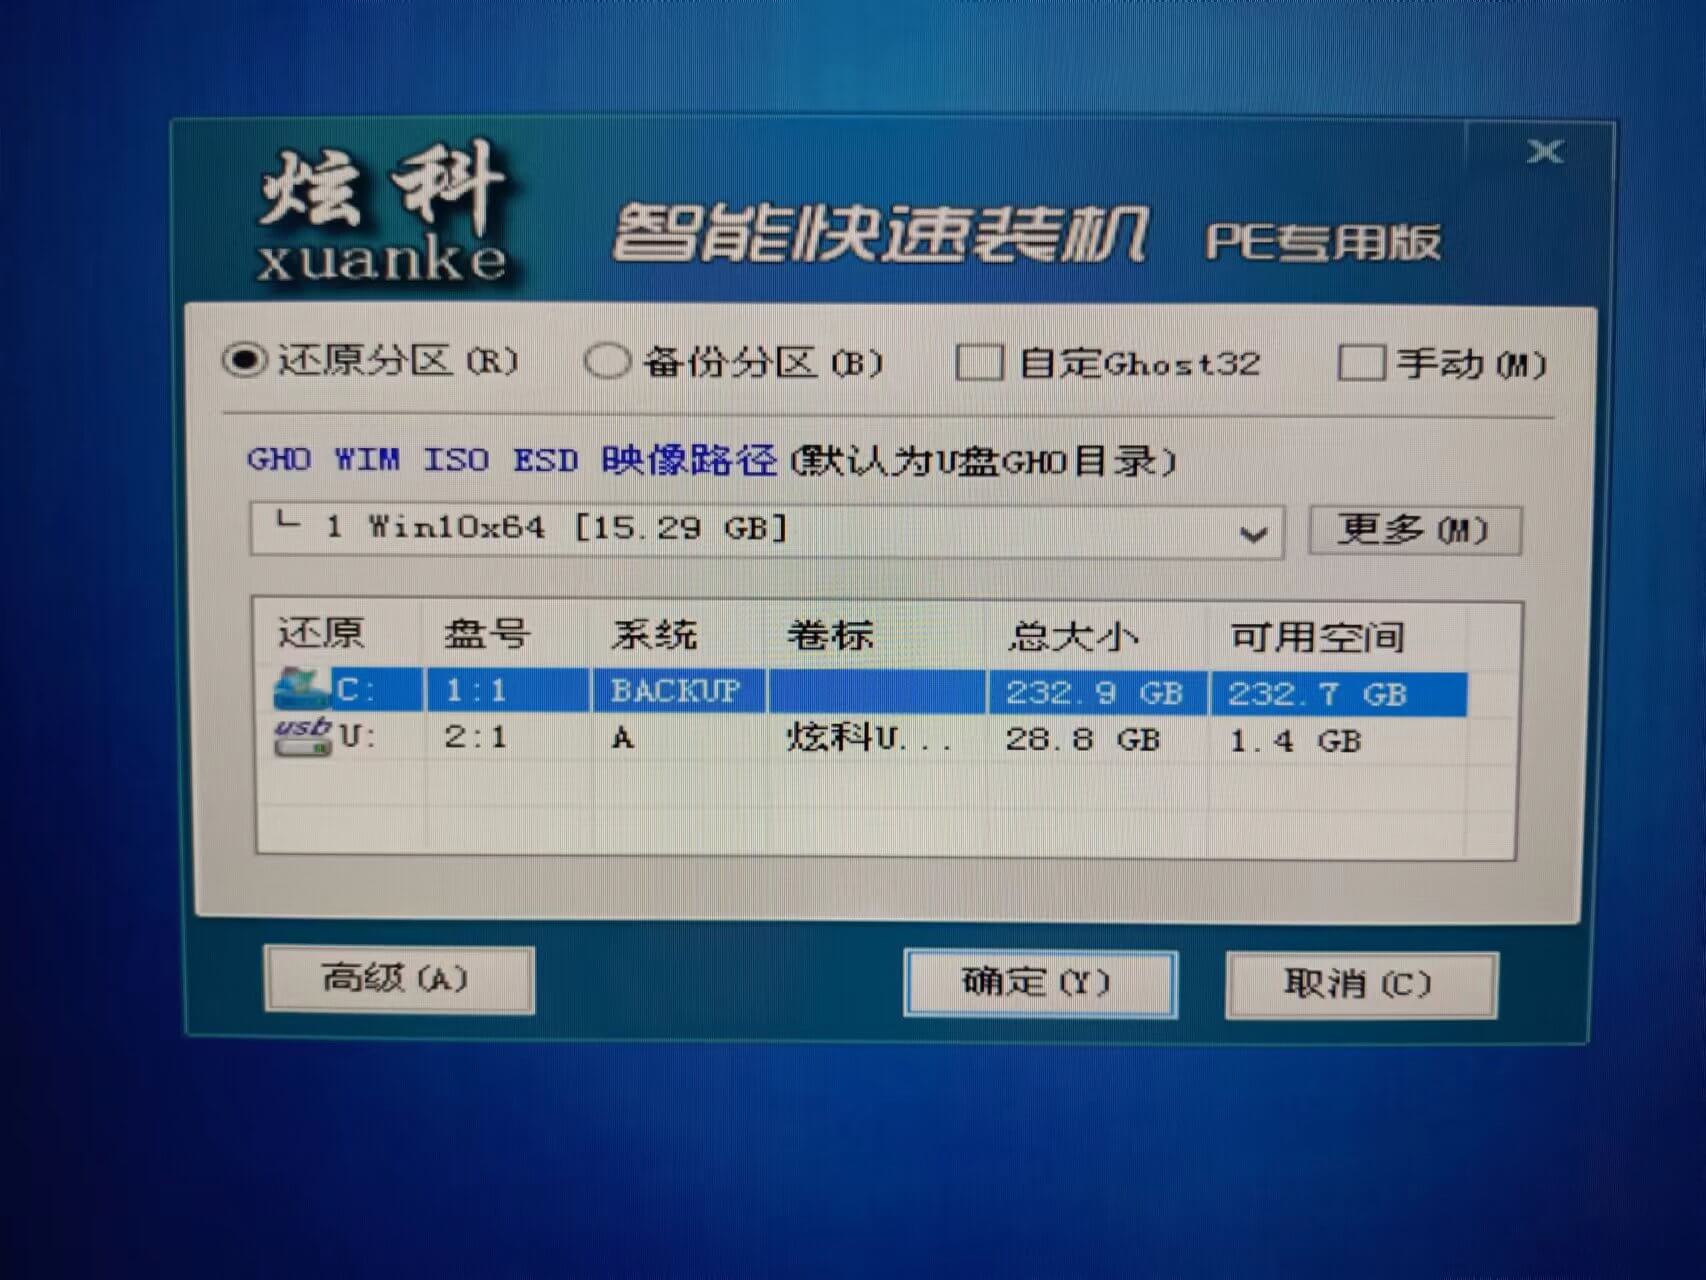 炫科
xuanke
智能快速装机 PE专用版
还原分区(R) 备份分区(B) 自定Ghost32 手动(M)
GHO WIM ISO ESD 映像路径(默认为U盘GHO目录)
└ 1 Win10x64 [15.29 GB] 更多(M)
还原 盘号 系统 卷标 总大小 可用空间
C: 1:1 BACKUP 232.9 GB 232.7 GB
usb U: 2:1 A 炫科U... 28.8 GB 1.4 GB
高级(A) 确定(Y) 取消(C)